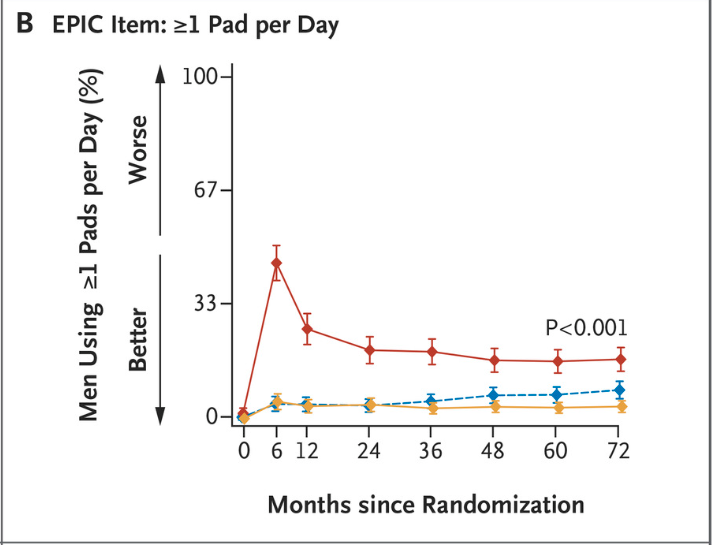 B EPIC Item: ≥1 Pad per Day
Men Using ≥1 Pads per Day (%)
Worse
Better
100
67
33
0
P<0.001
0 6 12 24 36 48 60 72
Months since Randomization